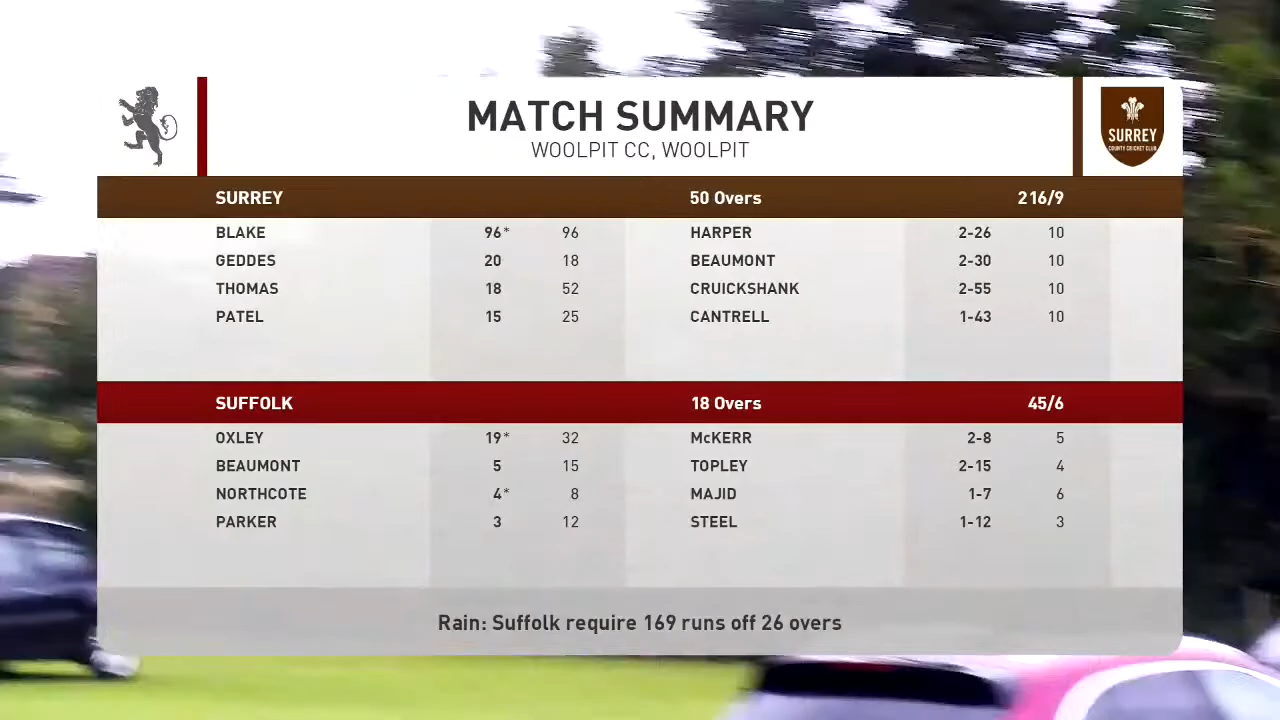 MATCH SUMMARY
WOOLPIT CC, WOOLPIT
SURREY
COUNTY CRICKET CLUB
SURREY 50 Overs 216/9
BLAKE 96* 96 HARPER 2-26 10
GEDDES 20 18 BEAUMONT 2-30 10
THOMAS 18 52 CRUICKSHANK 2-55 10
PATEL 15 25 CANTRELL 1-43 10
SUFFOLK 18 Overs 45/6
OXLEY 19* 32 McKERR 2-8 5
BEAUMONT 5 15 TOPLEY 2-15 4
NORTHCOTE 4* 8 MAJID 1-7 6
PARKER 3 12 STEEL 1-12 3
Rain: Suffolk require 169 runs off 26 overs